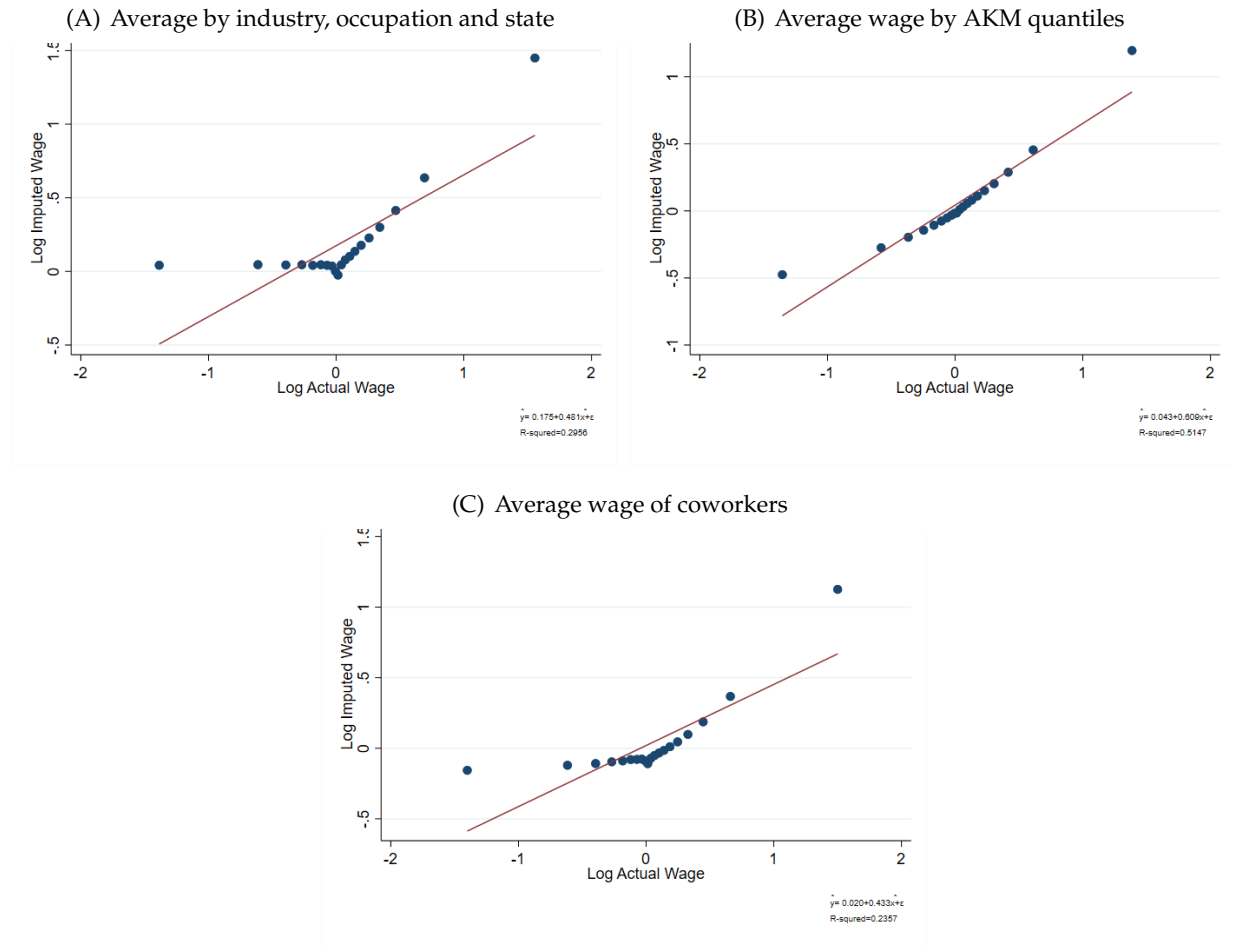 (A) Average by industry, occupation and state
(B) Average wage by AKM quantiles
Log Imputed Wage
1.5
1
.5
0
-.5
-2
-1
0
1
2
Log Actual Wage
ŷ= 0.175+0.481x+ε̂
R-squred=0.2956
Log Imputed Wage
1
.5
0
-.5
-1
-2
-1
0
1
2
Log Actual Wage
ŷ= 0.043+0.609x+ε̂
R-squred=0.5147
(C) Average wage of coworkers
Log Imputed Wage
1.5
1
.5
0
-.5
-2
-1
0
1
2
Log Actual Wage
ŷ= 0.020+0.433x+ε̂
R-squred=0.2357